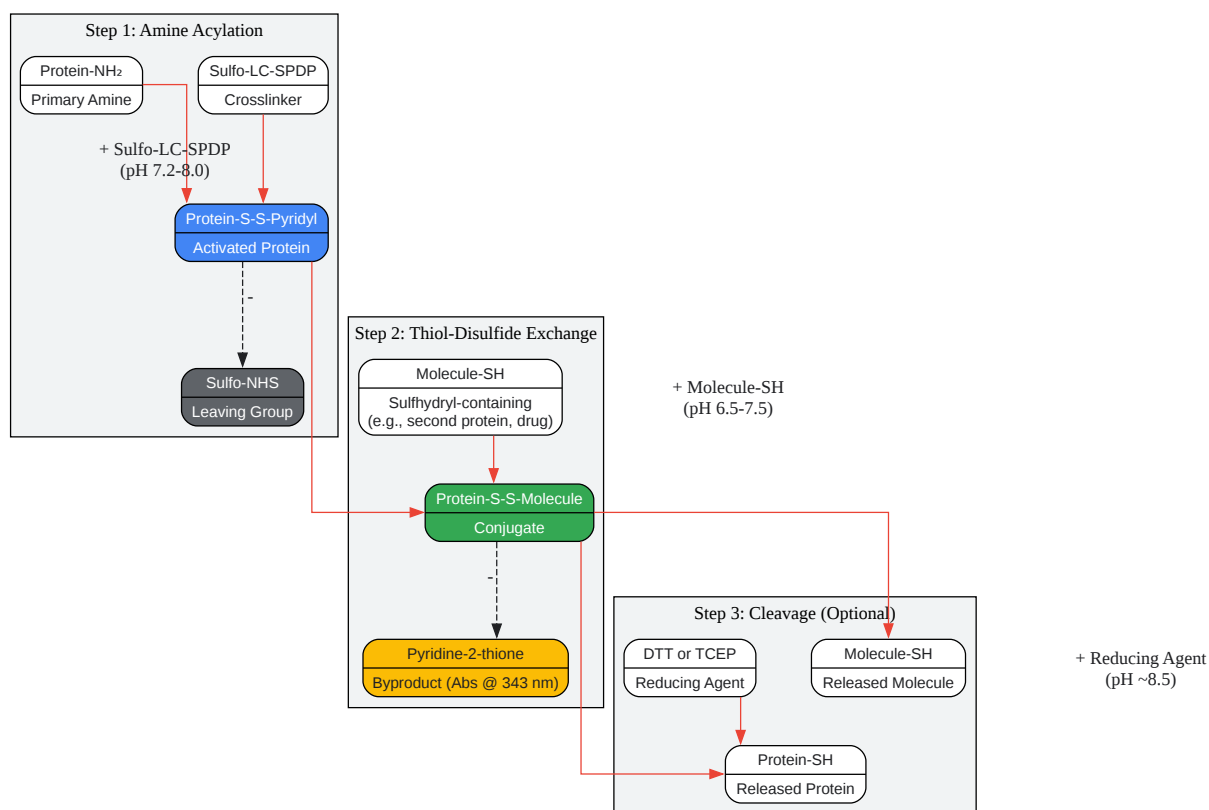 Step 1: Amine Acylation
Protein-NH₂
Primary Amine
Sulfo-LC-SPDP
Crosslinker
+ Sulfo-LC-SPDP
(pH 7.2-8.0)
Protein-S-S-Pyridyl
Activated Protein
-
Sulfo-NHS
Leaving Group
Step 2: Thiol-Disulfide Exchange
Molecule-SH
Sulfhydryl-containing
(e.g., second protein, drug)
+ Molecule-SH
(pH 6.5-7.5)
Protein-S-S-Molecule
Conjugate
-
Pyridine-2-thione
Byproduct (Abs @ 343 nm)
Step 3: Cleavage (Optional)
DTT or TCEP
Reducing Agent
Molecule-SH
Released Molecule
+ Reducing Agent
(pH ~8.5)
Protein-SH
Released Protein